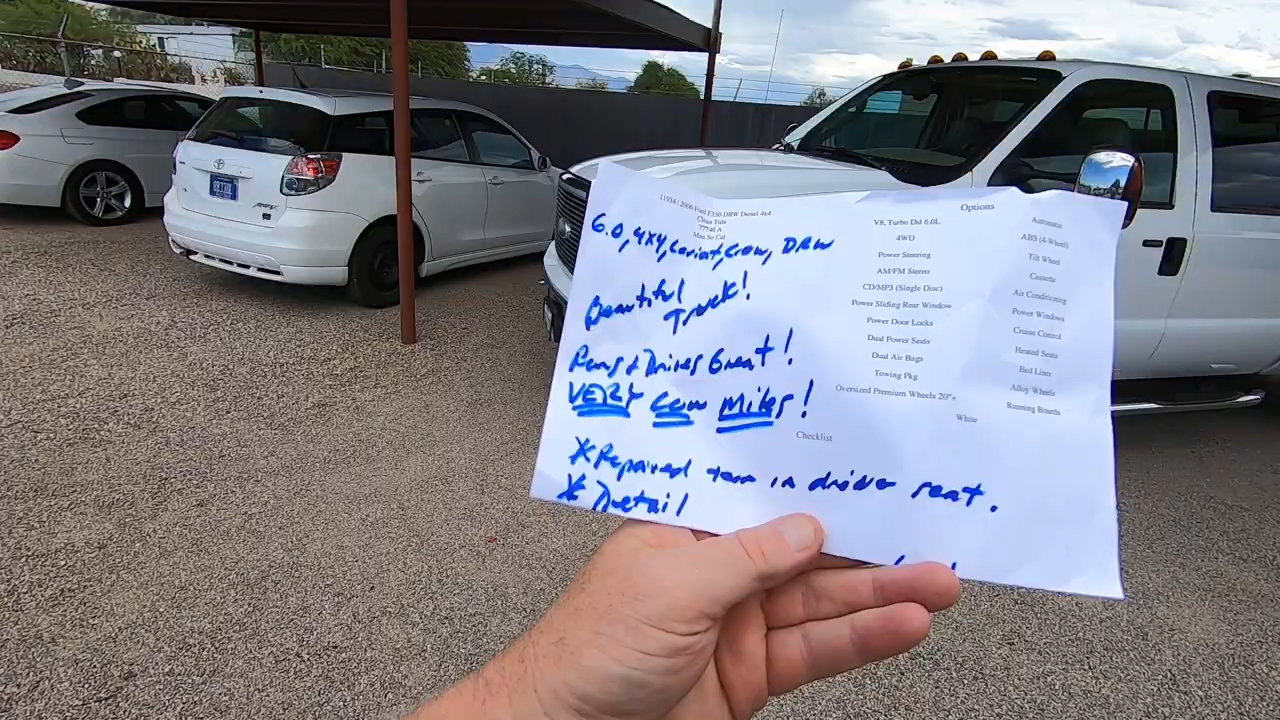 11934 | 2006 Ford F350 DRW Diesel 4x4
Clean Title
77746 A
Man So Cal
6.0, 4x4, Lariat, Crew, DRW
Beautiful
Truck!
Runs & Drives Great!
VERY Low Miles!
Options
V8, Turbo Dsl 6.0L
4WD
Power Steering
AM/FM Stereo
CD/MP3 (Single Disc)
Power Sliding Rear Window
Power Door Locks
Dual Power Seats
Dual Air Bags
Towing Pkg
Oversized Premium Wheels 20"+
Automatic
ABS (4-Wheel)
Tilt Wheel
Cassette
Air Conditioning
Power Windows
Cruise Control
Heated Seats
Bed Liner
Alloy Wheels
Running Boards
White
Checklist
* Repaired tear in driver seat.
* Detail